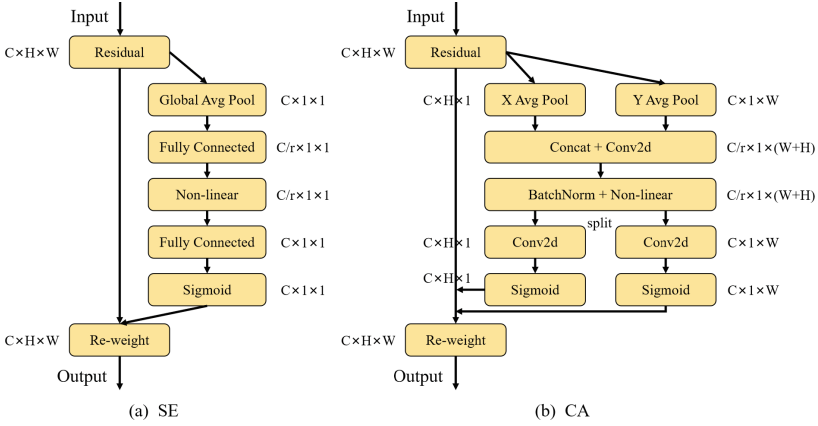 Input
C×H×W Residual
Global Avg Pool C×1×1
Fully Connected C/r×1×1
Non-linear C/r×1×1
Fully Connected C×1×1
Sigmoid C×1×1
C×H×W Re-weight
Output
(a) SE
Input
C×H×W Residual
C×H×1 X Avg Pool Y Avg Pool C×1×W
Concat + Conv2d C/r×1×(W+H)
BatchNorm + Non-linear C/r×1×(W+H)
split
C×H×1 Conv2d Conv2d C×1×W
C×H×1 Sigmoid Sigmoid C×1×W
C×H×W Re-weight
Output
(b) CA